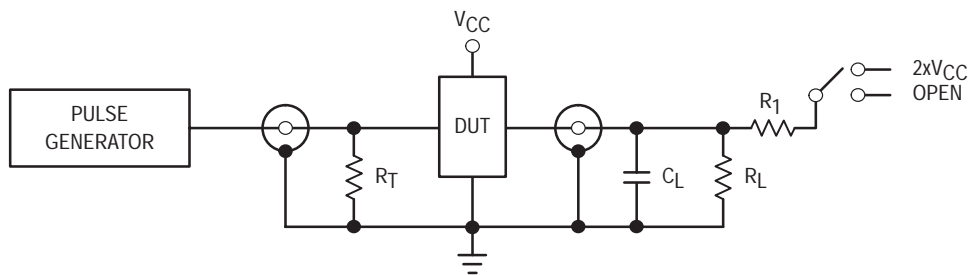 VCC
PULSE
GENERATOR
DUT
RT
CL
RL
R1
2xVCC
OPEN